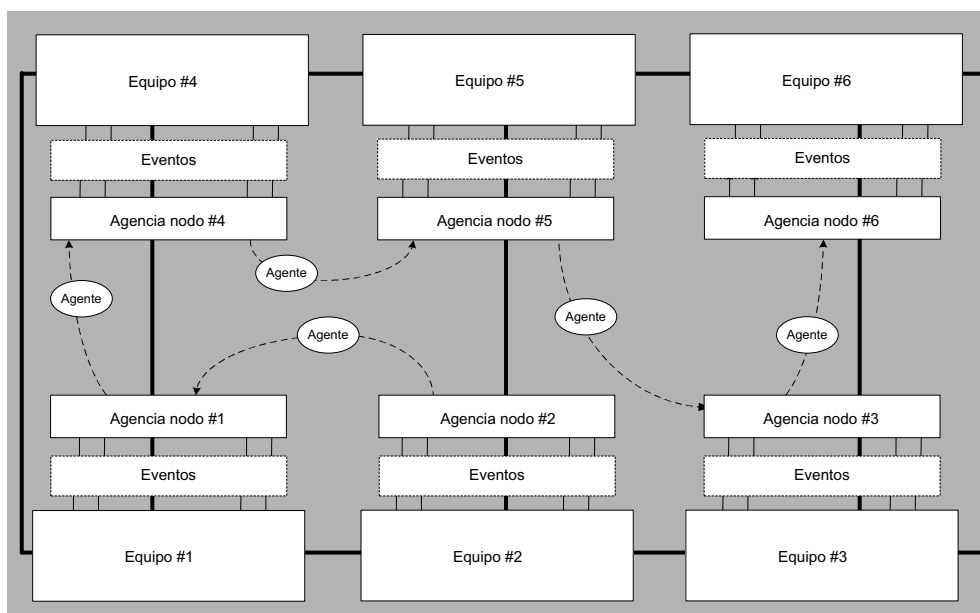 Equipo #4
Equipo #5
Equipo #6
Eventos
Eventos
Eventos
Agencia nodo #4
Agencia nodo #5
Agencia nodo #6
Agente
Agente
Agente
Agente
Agente
Agencia nodo #1
Agencia nodo #2
Agencia nodo #3
Eventos
Eventos
Eventos
Equipo #1
Equipo #2
Equipo #3